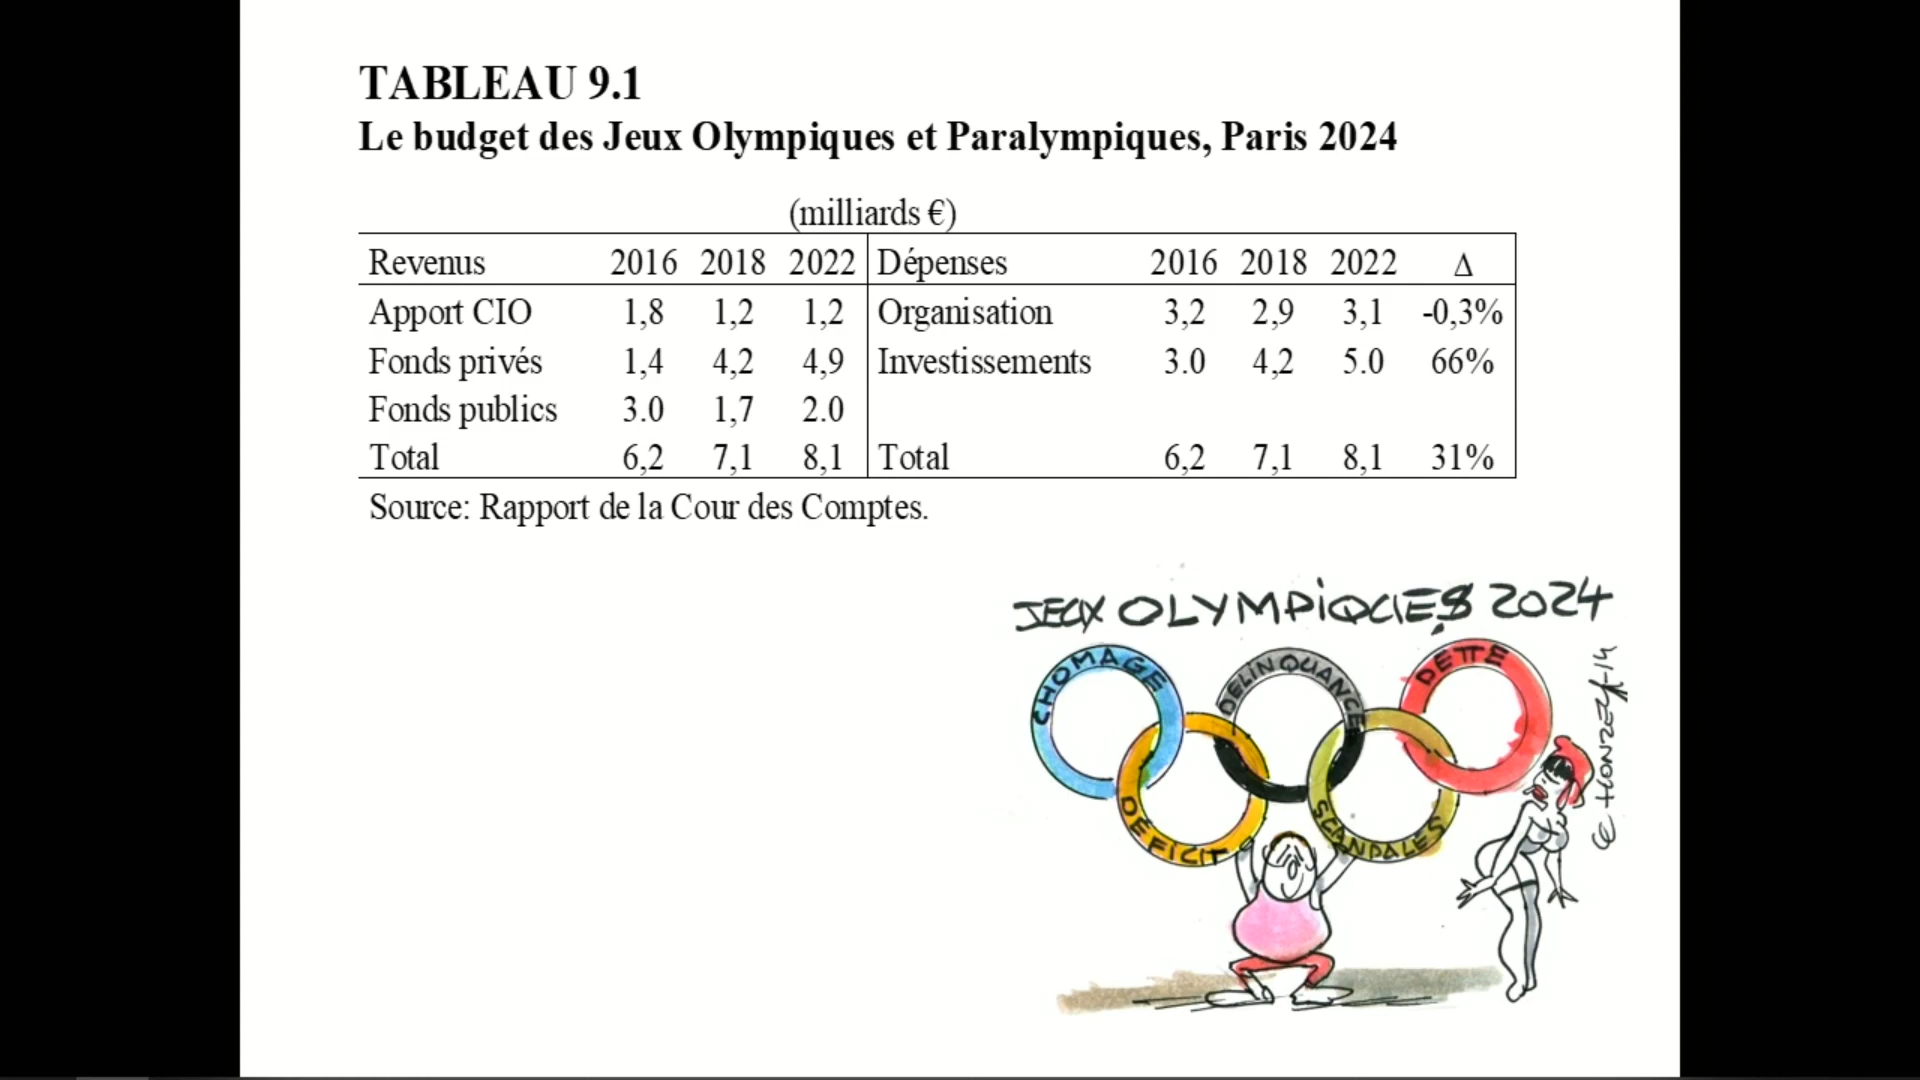 TABLEAU 9.1
Le budget des Jeux Olympiques et Paralympiques, Paris 2024
(milliards €)
Revenus 2016 2018 2022 Dépenses 2016 2018 2022 Δ
Apport CIO 1,8 1,2 1,2 Organisation 3,2 2,9 3,1 -0,3%
Fonds privés 1,4 4,2 4,9 Investissements 3.0 4,2 5.0 66%
Fonds publics 3.0 1,7 2.0
Total 6,2 7,1 8,1 Total 6,2 7,1 8,1 31%
Source: Rapport de la Cour des Comptes.
JEUX OLYMPIQUES 2024
CHOMAGE
DÉLINQUANCE
DETTE
DÉFICIT
SCANDALES